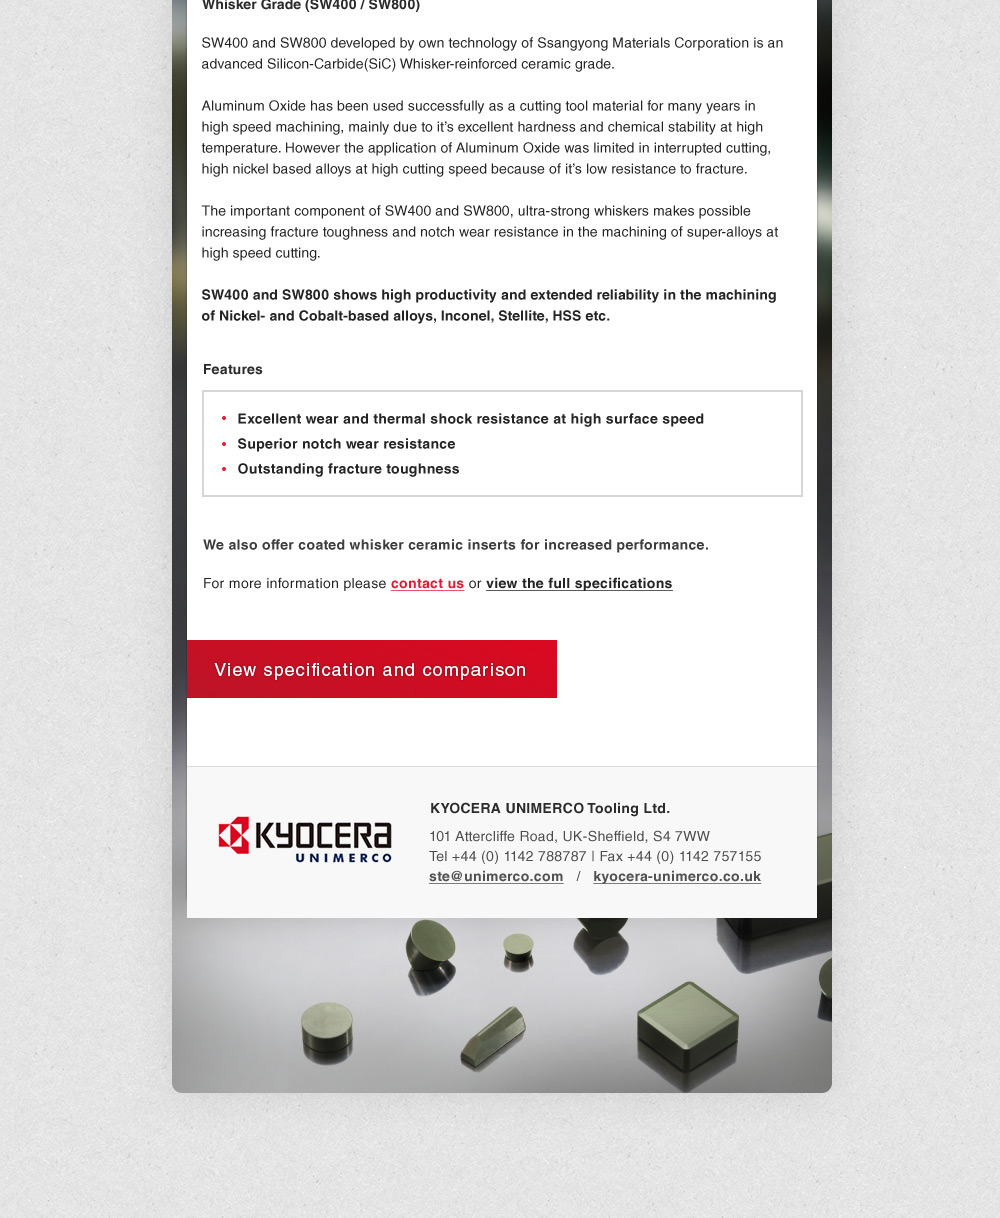 Whisker Grade (SW400 / SW800)
SW400 and SW800 developed by own technology of Ssangyong Materials Corporation is an
advanced Silicon-Carbide(SiC) Whisker-reinforced ceramic grade.
Aluminum Oxide has been used successfully as a cutting tool material for many years in
high speed machining, mainly due to it’s excellent hardness and chemical stability at high
temperature. However the application of Aluminum Oxide was limited in interrupted cutting,
high nickel based alloys at high cutting speed because of it’s low resistance to fracture.
The important component of SW400 and SW800, ultra-strong whiskers makes possible
increasing fracture toughness and notch wear resistance in the machining of super-alloys at
high speed cutting.
SW400 and SW800 shows high productivity and extended reliability in the machining
of Nickel- and Cobalt-based alloys, Inconel, Stellite, HSS etc.
Features
• Excellent wear and thermal shock resistance at high surface speed
• Superior notch wear resistance
• Outstanding fracture toughness
We also offer coated whisker ceramic inserts for increased performance.
For more information please contact us or view the full specifications
View specification and comparison
KYOCERA
UNIMERCO
KYOCERA UNIMERCO Tooling Ltd.
101 Attercliffe Road, UK-Sheffield, S4 7WW
Tel +44 (0) 1142 788787 | Fax +44 (0) 1142 757155
ste@unimerco.com / kyocera-unimerco.co.uk